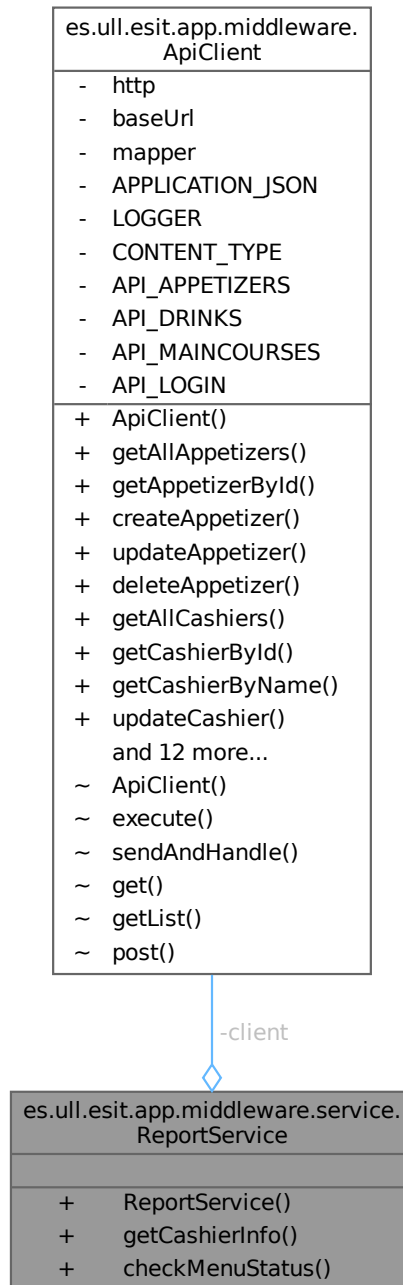 es.ull.esit.app.middleware.
ApiClient
- http
- baseUrl
- mapper
- APPLICATION_JSON
- LOGGER
- CONTENT_TYPE
- API_APPETIZERS
- API_DRINKS
- API_MAINCOURSES
- API_LOGIN
+ ApiClient()
+ getAllAppetizers()
+ getAppetizerById()
+ createAppetizer()
+ updateAppetizer()
+ deleteAppetizer()
+ getAllCashiers()
+ getCashierById()
+ getCashierByName()
+ updateCashier()
and 12 more...
~ ApiClient()
~ execute()
~ sendAndHandle()
~ get()
~ getList()
~ post()
-client
es.ull.esit.app.middleware.service.
ReportService
+ ReportService()
+ getCashierInfo()
+ checkMenuStatus()